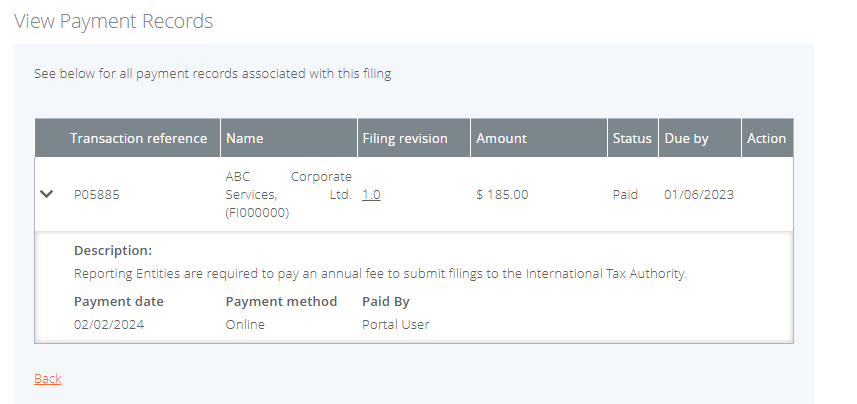 View Payment Records
See below for all payment records associated with this filing
Transaction reference Name Filing revision Amount Status Due by Action
ABC Corporate
P05885 Services, Ltd. 1.0 $ 185.00 Paid 01/06/2023
(FI000000)
Description:
Reporting Entities are required to pay an annual fee to submit filings to the International Tax Authority.
Payment date Payment method Paid By
02/02/2024 Online Portal User
Back